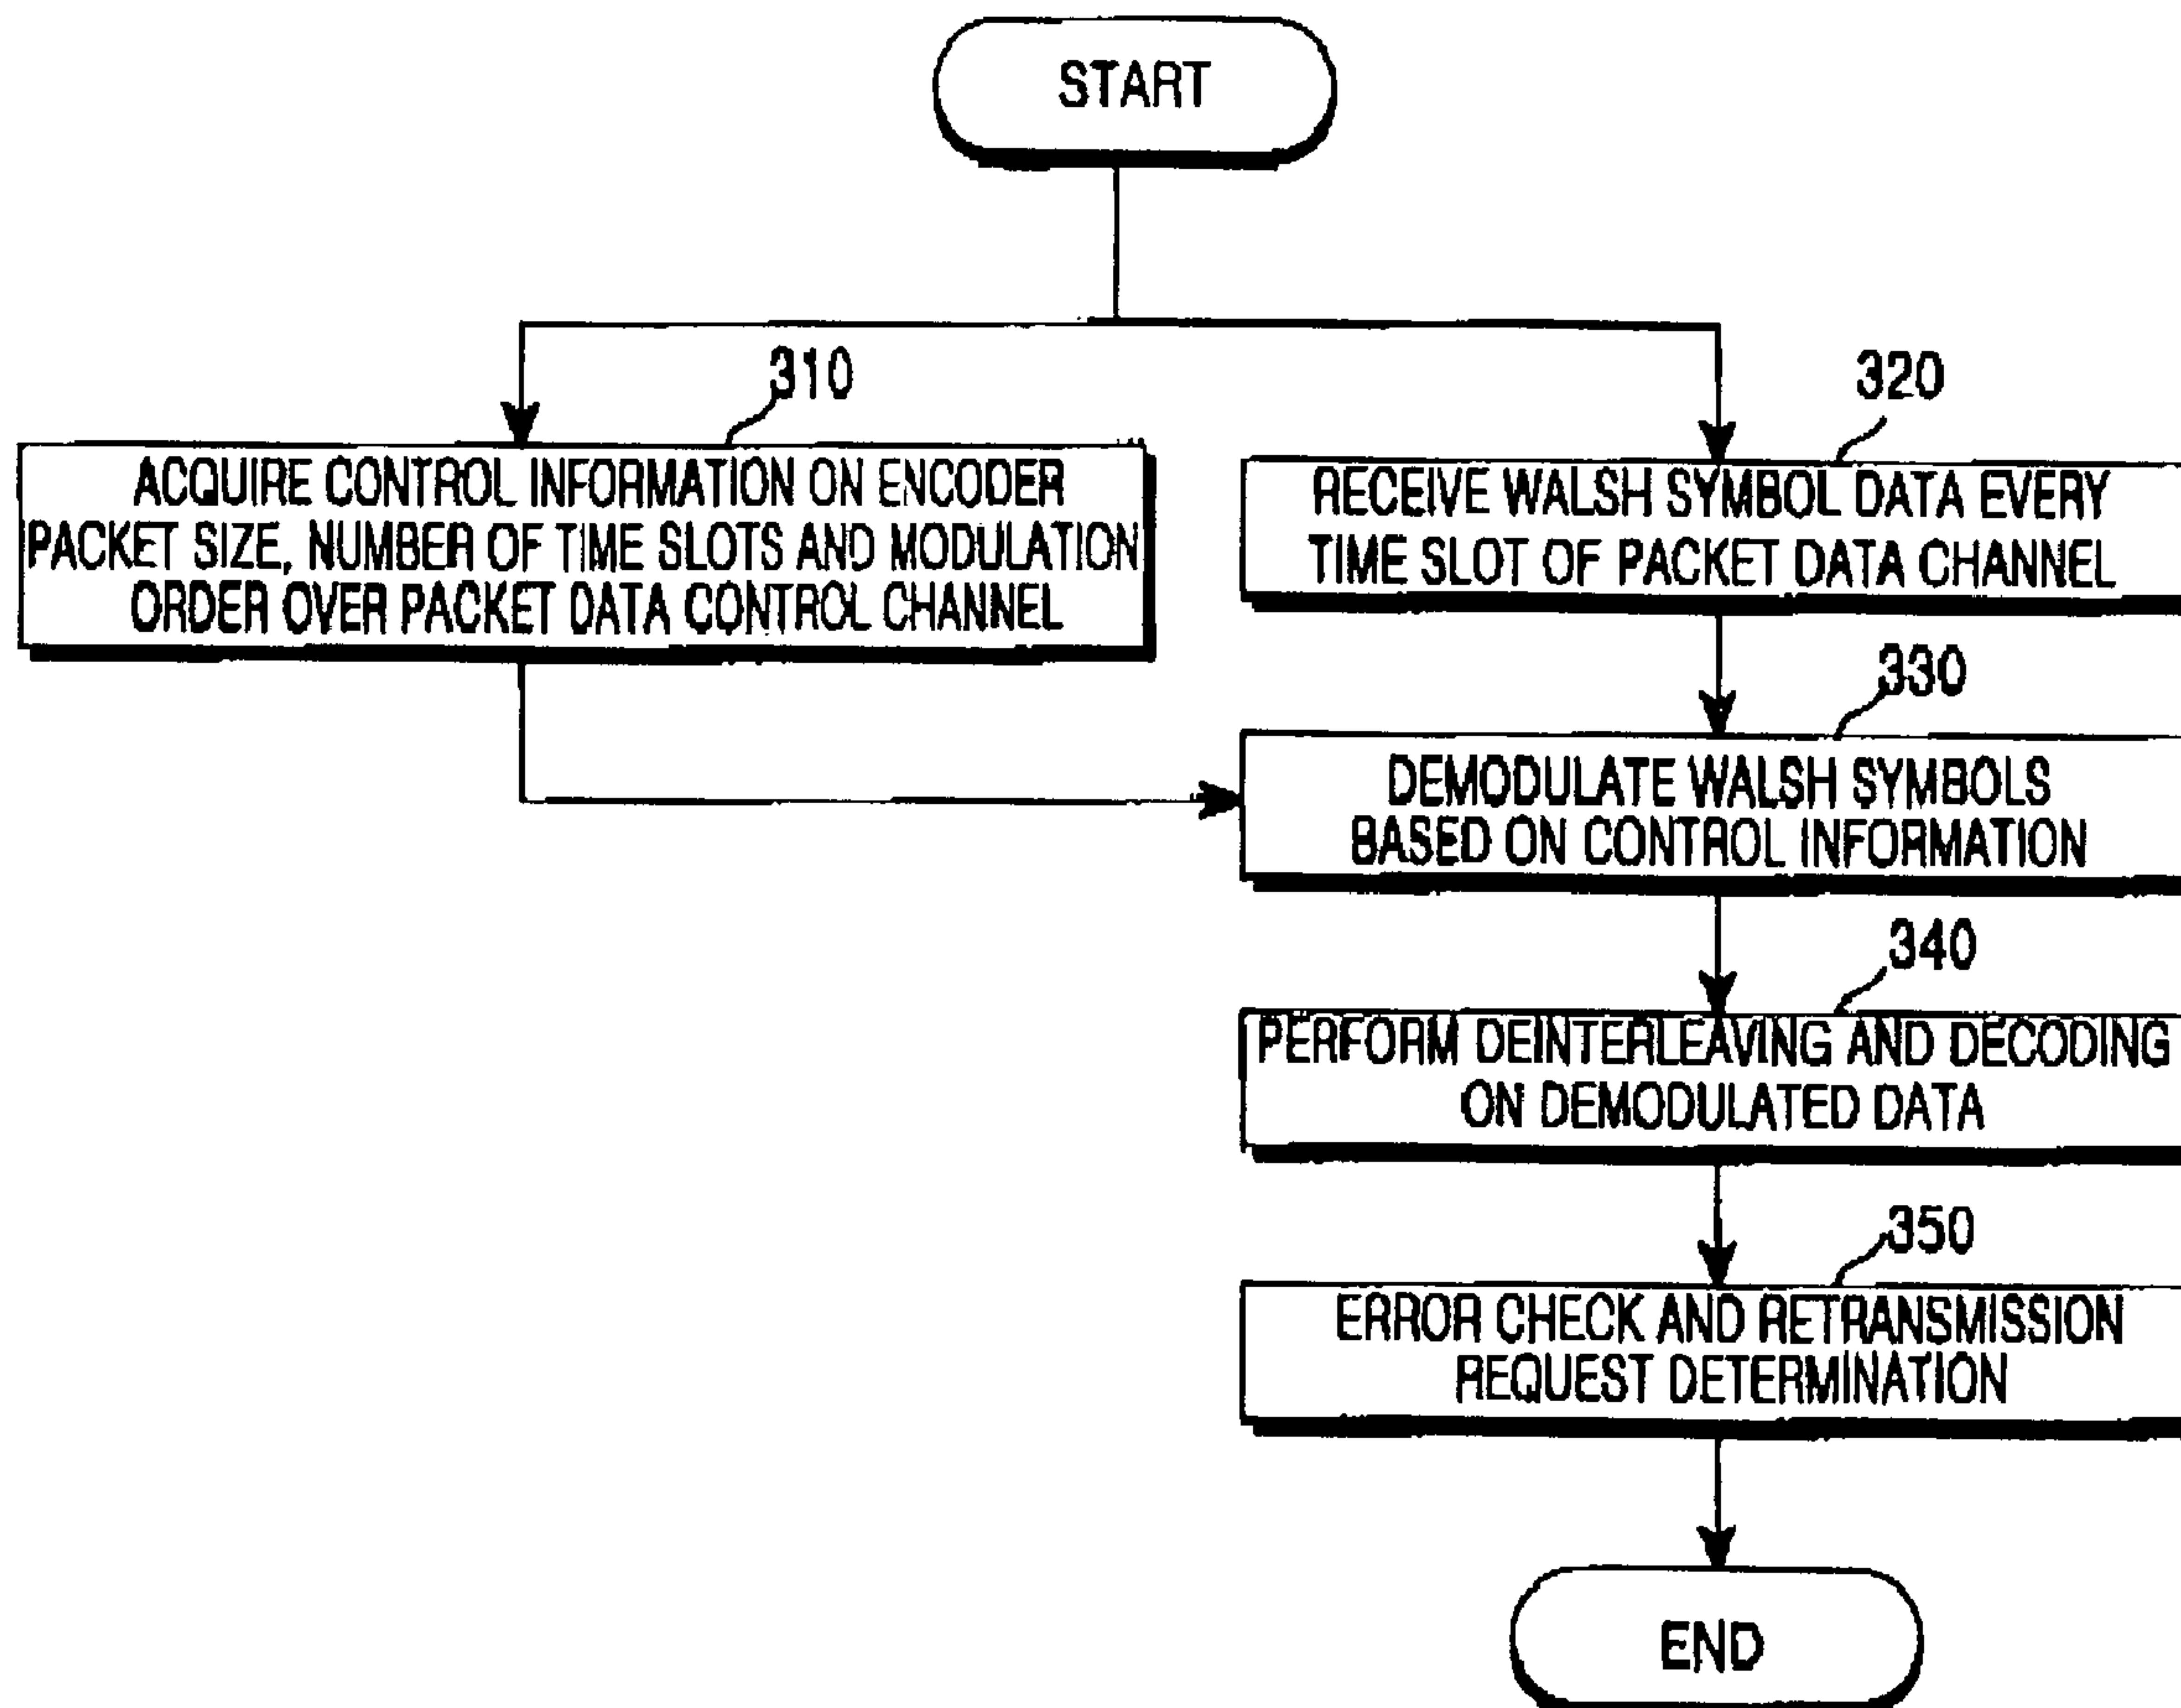 START
310
ACQUIRE CONTROL INFORMATION ON ENCODER
PACKET SIZE, NUMBER OF TIME SLOTS AND MODULATION
ORDER OVER PACKET DATA CONTROL CHANNEL
320
RECEIVE WALSH SYMBOL DATA EVERY
TIME SLOT OF PACKET DATA CHANNEL
330
DEMODULATE WALSH SYMBOLS
BASED ON CONTROL INFORMATION
340
PERFORM DEINTERLEAVING AND DECODING
ON DEMODULATED DATA
350
ERROR CHECK AND RETRANSMISSION
REQUEST DETERMINATION
END